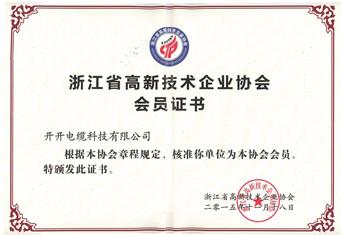 浙江省高新技术企业协会
会员证书
开开电缆科技有限公司
根据本协会章程规定、核准你单位为本协会会员。
特颁发此证书。
浙江省高新技术企业协会
二零一五年十一月十八日